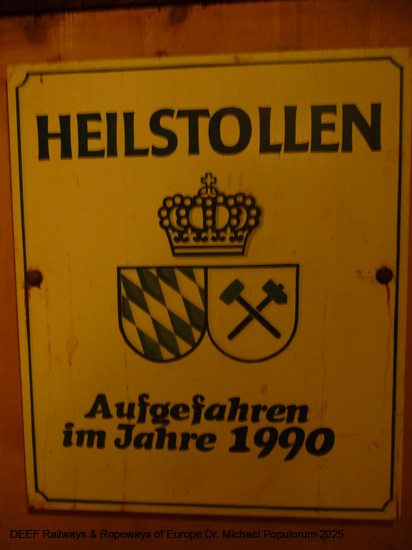 HEILSTOLLEN
Aufgefahren
im Jahre 1990
DEEF Railways & Ropeways of Europe Dr. Michael Populorum 2025